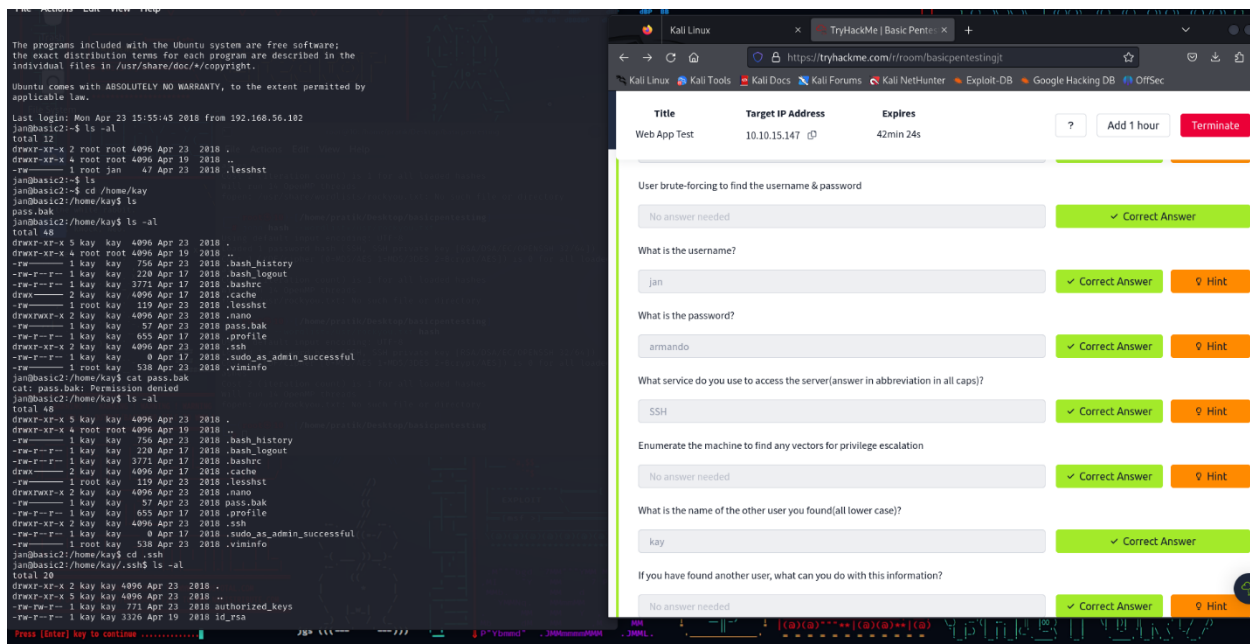 File Actions Edit View Help
The programs included with the Ubuntu system are free software;
the exact distribution terms for each program are described in the
individual files in /usr/share/doc/*/copyright.
Ubuntu comes with ABSOLUTELY NO WARRANTY, to the extent permitted by
applicable law.
Last login: Mon Apr 23 15:55:45 2018 from 192.168.56.102
jan@basic2:~$ ls -al
total 12
drwxr-xr-x 2 root root 4096 Apr 23  2018 .
drwxr-xr-x 4 root root 4096 Apr 19  2018 ..
-rw------- 1 root jan    47 Apr 23  2018 .lesshst
jan@basic2:~$ ls
jan@basic2:~$ cd /home/kay
jan@basic2:/home/kay$ ls
pass.bak
jan@basic2:/home/kay$ ls -al
total 48
drwxr-xr-x 5 kay  kay  4096 Apr 23  2018 .
drwxr-xr-x 4 root root 4096 Apr 19  2018 ..
-rw------- 1 kay  kay   756 Apr 23  2018 .bash_history
-rw-r--r-- 1 kay  kay   220 Apr 17  2018 .bash_logout
-rw-r--r-- 1 kay  kay  3771 Apr 17  2018 .bashrc
drwx------ 2 kay  kay  4096 Apr 17  2018 .cache
-rw------- 1 root kay   119 Apr 23  2018 .lesshst
drwxrwxr-x 2 kay  kay  4096 Apr 23  2018 .nano
-rw------- 1 kay  kay    57 Apr 23  2018 pass.bak
-rw-r--r-- 1 kay  kay   655 Apr 17  2018 .profile
drwxr-xr-x 2 kay  kay  4096 Apr 23  2018 .ssh
-rw-r--r-- 1 kay  kay     0 Apr 17  2018 .sudo_as_admin_successful
-rw------- 1 root kay   538 Apr 23  2018 .viminfo
jan@basic2:/home/kay$ cat pass.bak
cat: pass.bak: Permission denied
jan@basic2:/home/kay$ ls -al
total 48
drwxr-xr-x 5 kay  kay  4096 Apr 23  2018 .
drwxr-xr-x 4 root root 4096 Apr 19  2018 ..
-rw------- 1 kay  kay   756 Apr 23  2018 .bash_history
-rw-r--r-- 1 kay  kay   220 Apr 17  2018 .bash_logout
-rw-r--r-- 1 kay  kay  3771 Apr 17  2018 .bashrc
drwx------ 2 kay  kay  4096 Apr 17  2018 .cache
-rw------- 1 root kay   119 Apr 23  2018 .lesshst
drwxrwxr-x 2 kay  kay  4096 Apr 23  2018 .nano
-rw------- 1 kay  kay    57 Apr 23  2018 pass.bak
-rw-r--r-- 1 kay  kay   655 Apr 17  2018 .profile
drwxr-xr-x 2 kay  kay  4096 Apr 23  2018 .ssh
-rw-r--r-- 1 kay  kay     0 Apr 17  2018 .sudo_as_admin_successful
-rw------- 1 root kay   538 Apr 23  2018 .viminfo
jan@basic2:/home/kay$ cd .ssh
jan@basic2:/home/kay/.ssh$ ls -al
total 20
drwxr-xr-x 2 kay kay 4096 Apr 23  2018 .
drwxr-xr-x 5 kay kay 4096 Apr 23  2018 ..
-rw-rw-r-- 1 kay kay  771 Apr 23  2018 authorized_keys
-rw-r--r-- 1 kay kay 3326 Apr 19  2018 id_rsa
Press [Enter] key to continue .............
Kali Linux
TryHackMe | Basic Pentes
https://tryhackme.com/r/room/basicpentestingjt
Kali Linux Kali Tools Kali Docs Kali Forums Kali NetHunter Exploit-DB Google Hacking DB OffSec
Title Target IP Address Expires
Web App Test 10.10.15.147 42min 24s
? Add 1 hour Terminate
User brute-forcing to find the username & password
No answer needed Correct Answer
What is the username?
jan Correct Answer Hint
What is the password?
armando Correct Answer Hint
What service do you use to access the server(answer in abbreviation in all caps)?
SSH Correct Answer Hint
Enumerate the machine to find any vectors for privilege escalation
No answer needed Correct Answer Hint
What is the name of the other user you found(all lower case)?
kay Correct Answer
If you have found another user, what can you do with this information?
No answer needed Correct Answer Hint